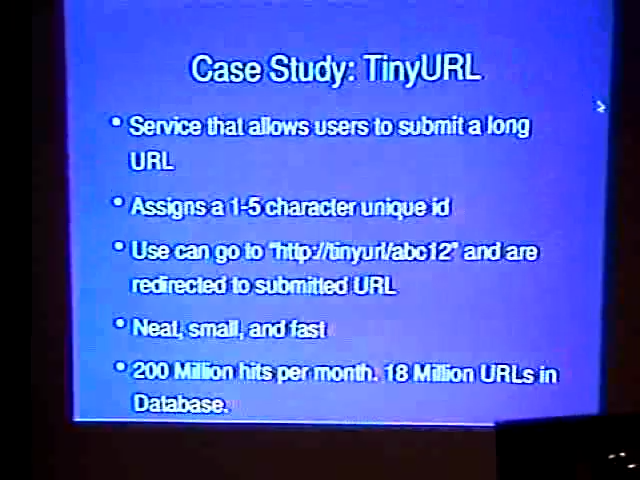 Case Study: TinyURL
• Service that allows users to submit a long
URL
• Assigns a 1-5 character unique id
• Use can go to "http://tinyurl/abc12" and are
redirected to submitted URL
• Neat, small, and fast
• 200 Million hits per month. 18 Million URLs in
Database.